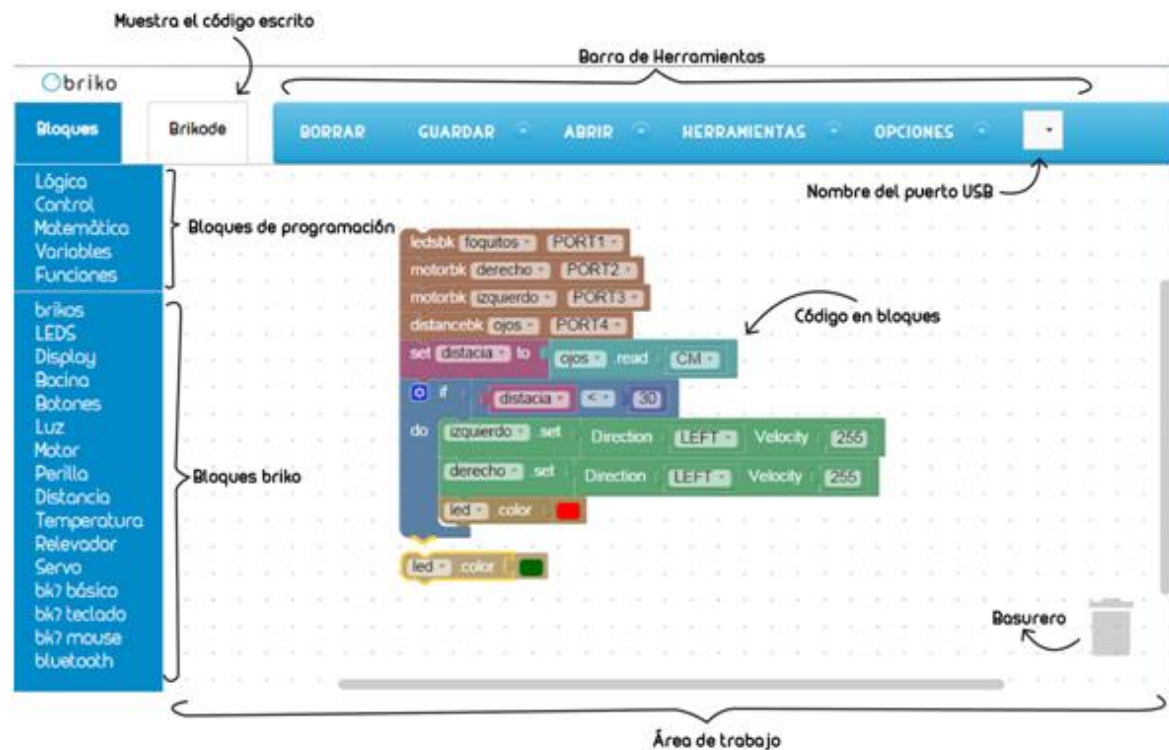 Muestra el código escrito
Barra de Herramientas
briko
Bloques
Brikode
BORRAR
GUARDAR
ABRIR
HERRAMIENTAS
OPCIONES
Nombre del puerto USB
Lógica
Control
Matemática
Variables
Funciones
Bloques de programación
brikos
LEDS
Display
Bocina
Botones
Luz
Motor
Perilla
Distancia
Temperatura
Relevador
Servo
bk7 básico
bk7 teclado
bk7 mouse
bluetooth
Bloques briko
ledsbk foquitos PORT1
motorbk derecho PORT2
motorbk izquierdo PORT3
distancebk ojos PORT4
set distacia to ojos .read CM
if distacia < 30
do izquierdo .set Direction LEFT Velocity 255
derecho .set Direction LEFT Velocity 255
led .color
led .color
Código en bloques
Basurero
Área de trabajo